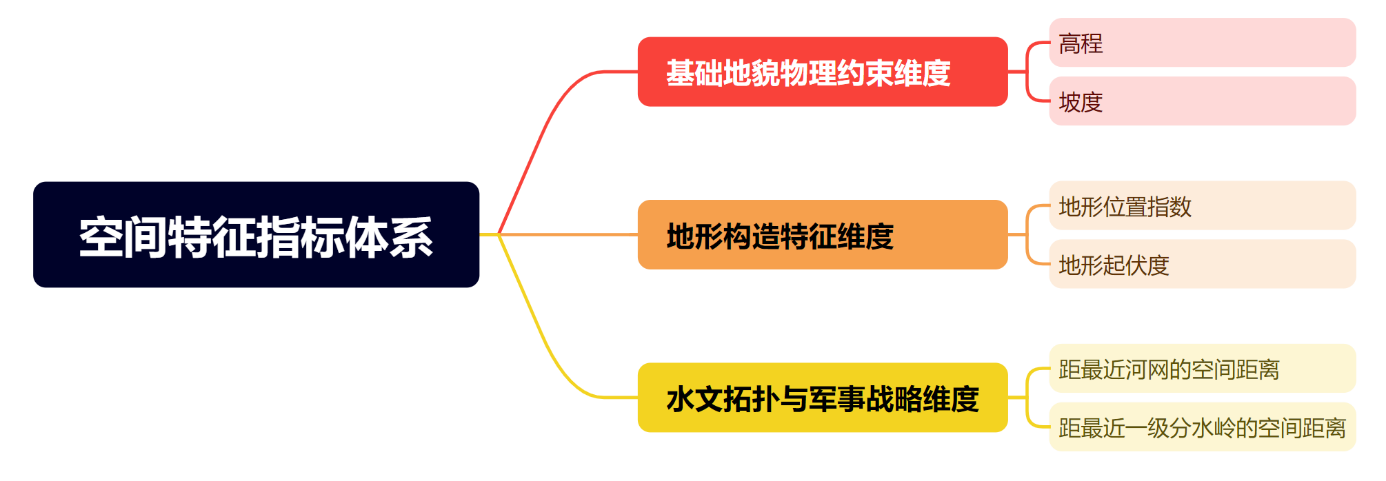 空间特征指标体系
基础地貌物理约束维度
高程
坡度
地形构造特征维度
地形位置指数
地形起伏度
水文拓扑与军事战略维度
距最近河网的空间距离
距最近一级分水岭的空间距离